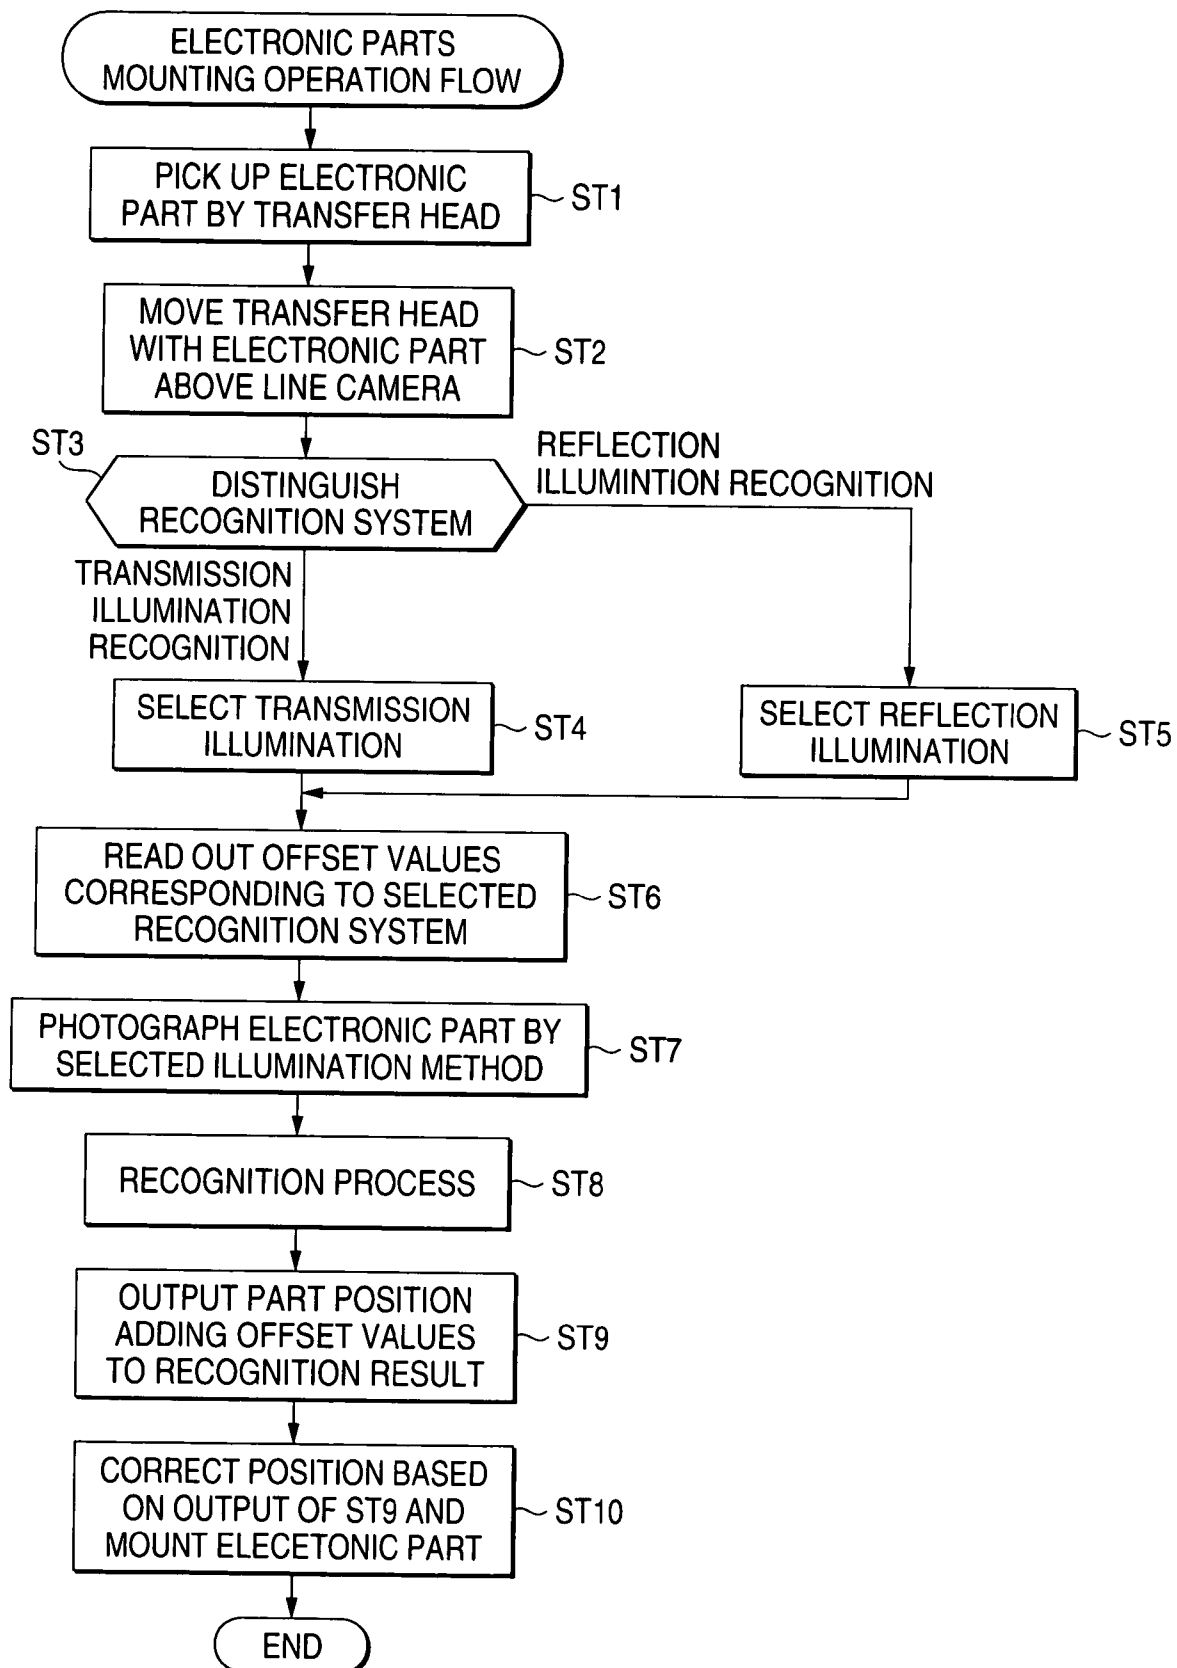 ELECTRONIC PARTS
MOUNTING OPERATION FLOW
PICK UP ELECTRONIC
PART BY TRANSFER HEAD
ST1
MOVE TRANSFER HEAD
WITH ELECTRONIC PART
ABOVE LINE CAMERA
ST2
ST3
DISTINGUISH
RECOGNITION SYSTEM
REFLECTION
ILLUMINTION RECOGNITION
TRANSMISSION
ILLUMINATION
RECOGNITION
SELECT TRANSMISSION
ILLUMINATION
ST4
SELECT REFLECTION
ILLUMINATION
ST5
READ OUT OFFSET VALUES
CORRESPONDING TO SELECTED
RECOGNITION SYSTEM
ST6
PHOTOGRAPH ELECTRONIC PART BY
SELECTED ILLUMINATION METHOD
ST7
RECOGNITION PROCESS
ST8
OUTPUT PART POSITION
ADDING OFFSET VALUES
TO RECOGNITION RESULT
ST9
CORRECT POSITION BASED
ON OUTPUT OF ST9 AND
MOUNT ELECETONIC PART
ST10
END